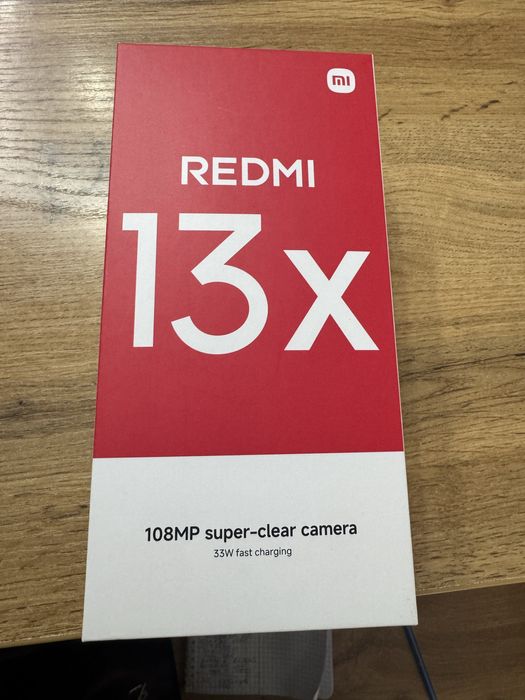 mi
REDMI
13x
108MP super-clear camera
33W fast charging